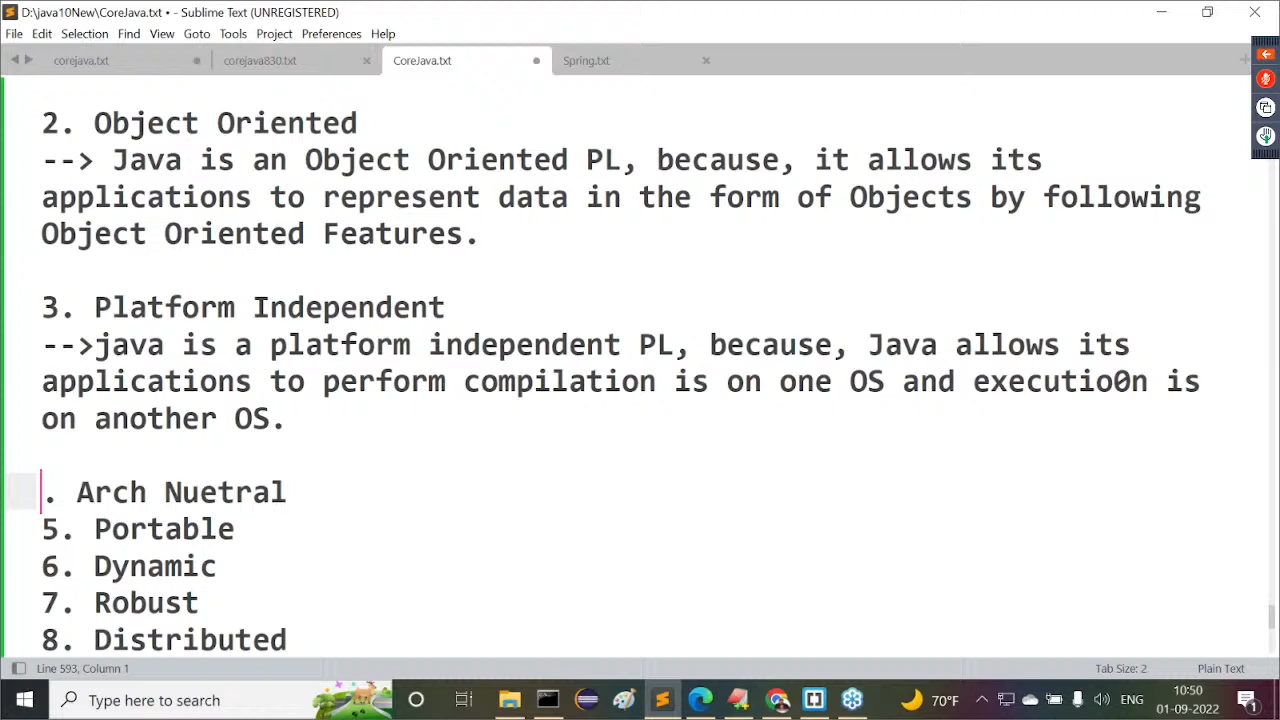 D:\java10New\CoreJava.txt • - Sublime Text (UNREGISTERED)
File Edit Selection Find View Goto Tools Project Preferences Help
corejava.txt corejava830.txt CoreJava.txt Spring.txt
2. Object Oriented
--> Java is an Object Oriented PL, because, it allows its
applications to represent data in the form of Objects by following
Object Oriented Features.
3. Platform Independent
-->java is a platform independent PL, because, Java allows its
applications to perform compilation is on one OS and executio0n is
on another OS.
. Arch Nuetral
5. Portable
6. Dynamic
7. Robust
8. Distributed
Line 593, Column 1 Tab Size: 2 Plain Text
Type here to search 70°F ENG 10:50
01-09-2022 1